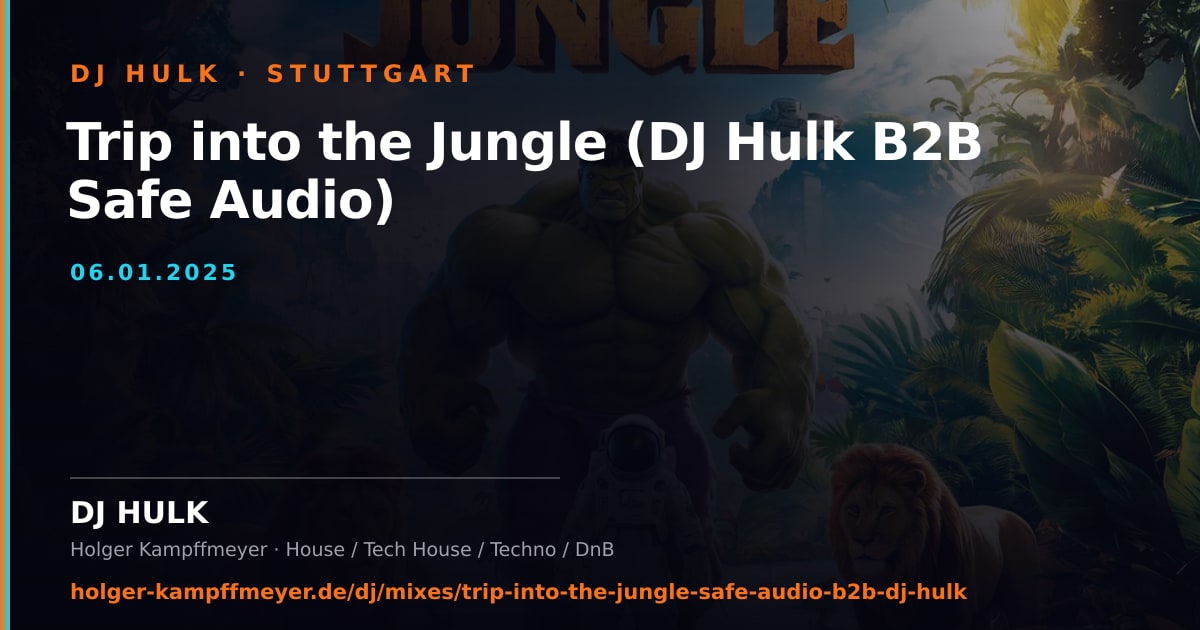 JUNGLE
DJ HULK · STUTTGART
Trip into the Jungle (DJ Hulk B2B
Safe Audio)
06.01.2025
DJ HULK
Holger Kampffmeyer · House / Tech House / Techno / DnB
holger-kampffmeyer.de/dj/mixes/trip-into-the-jungle-safe-audio-b2b-dj-hulk